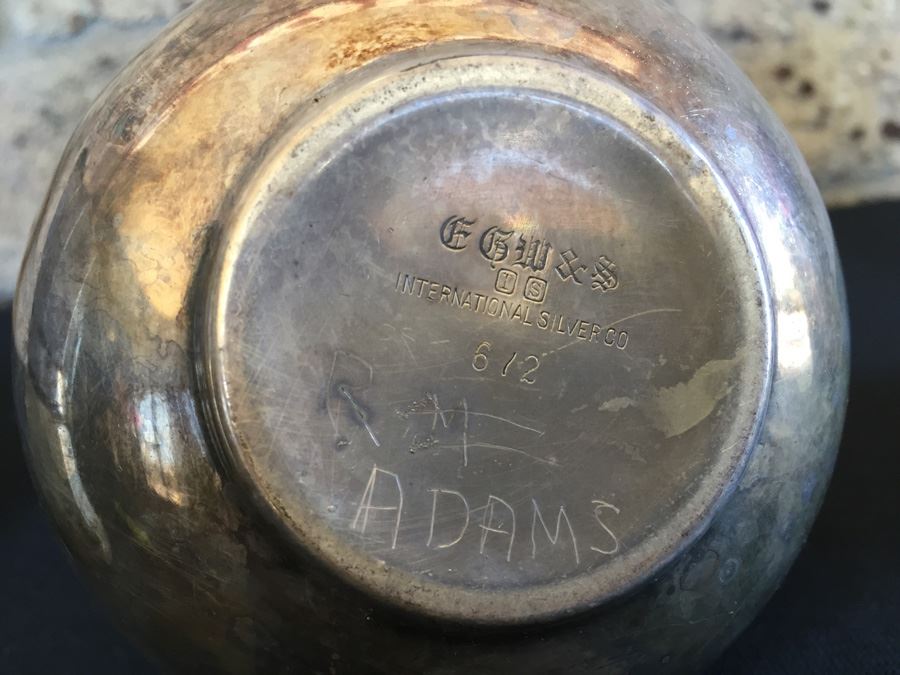 EGW&S
IS
INTERNATIONAL SILVER CO
612
ADAMS